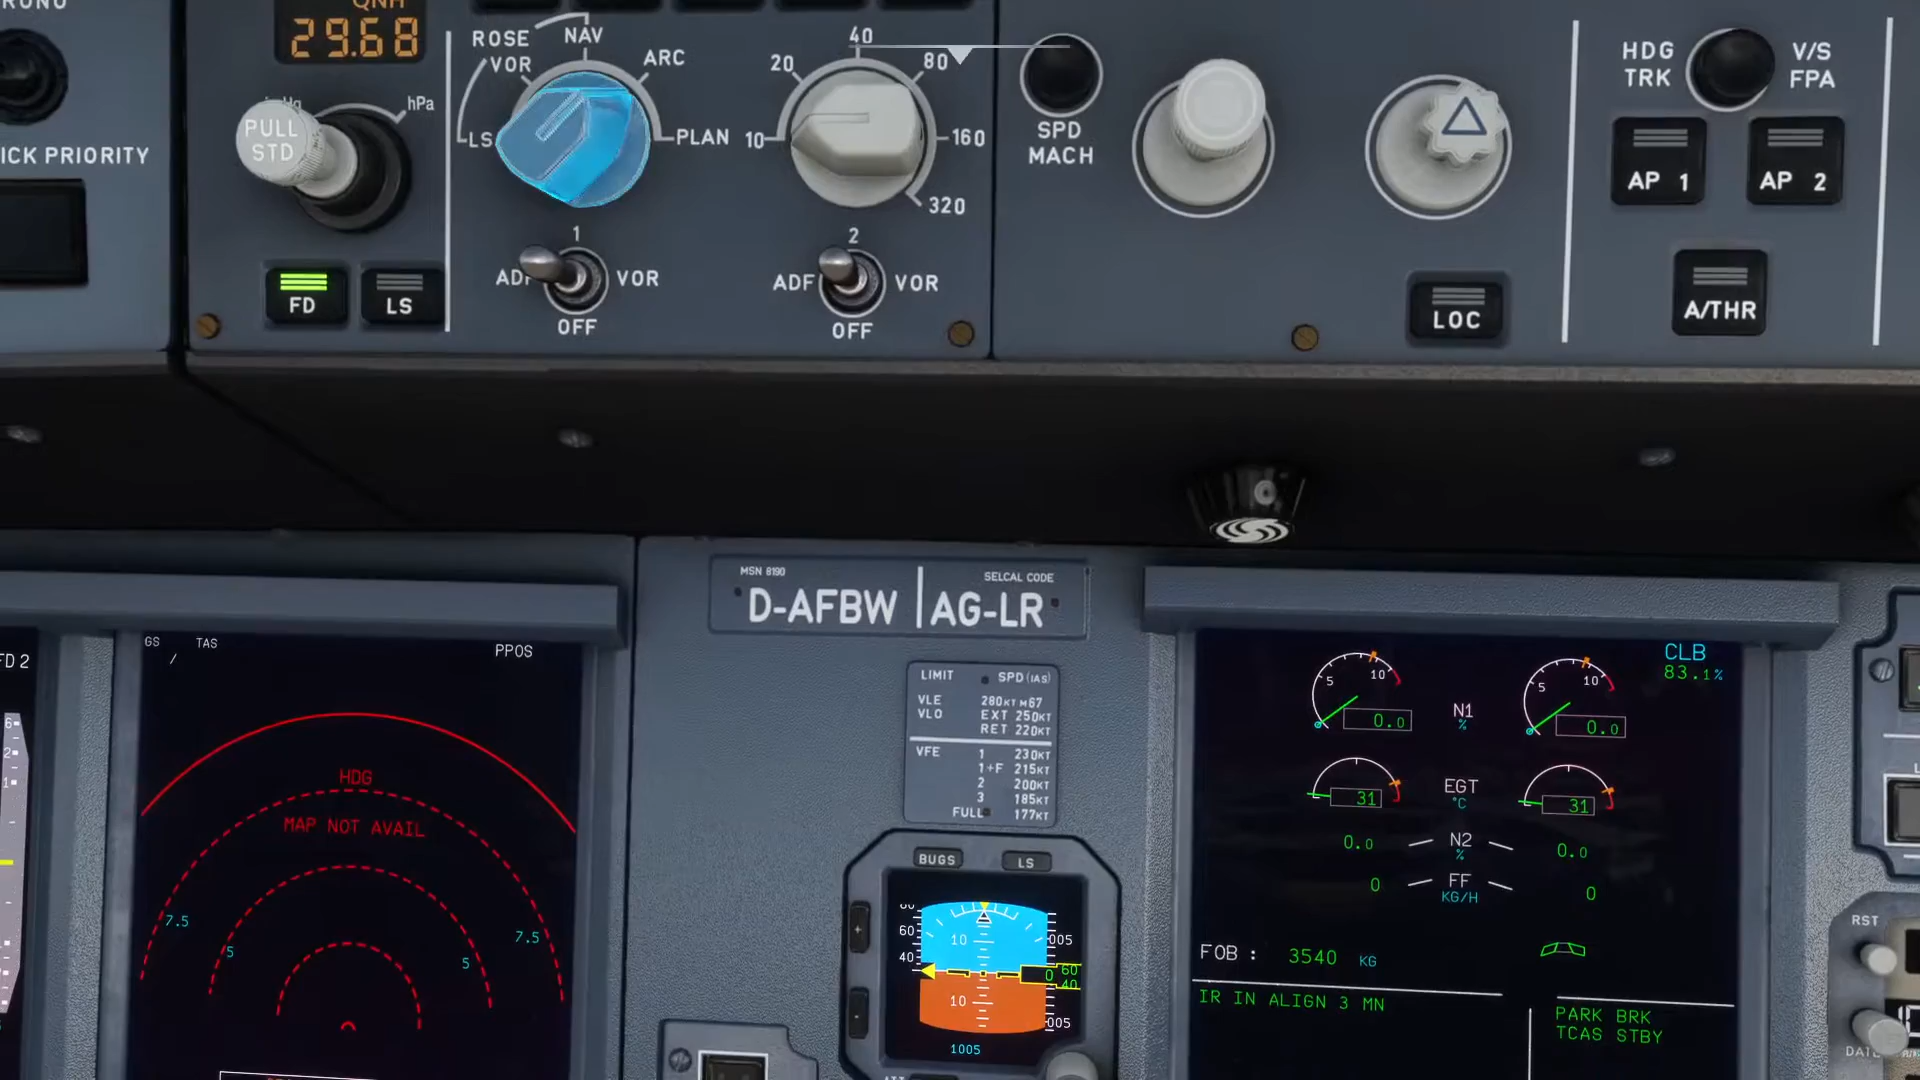 QNH
29.68
PULL
STD
hPa
ICK PRIORITY
FD
LS
ROSE
NAV
VOR
ARC
LS
PLAN
1
ADF
VOR
OFF
10
20
40
80
160
320
2
ADF
VOR
OFF
SPD
MACH
LOC
HDG
TRK
V/S
FPA
AP 1
AP 2
A/THR
MSN 8190
D-AFBW
SELCAL CODE
AG-LR
LIMIT SPD (IAS)
VLE 280KT M67
VLO EXT 250KT
RET 220KT
VFE 1 230KT
1+F 215KT
2 200KT
3 185KT
FULL 177KT
FD 2
6
2
1
GS TAS
/
PPOS
HDG
MAP NOT AVAIL
7.5 7.5
5 5
BUGS LS
+
-
60
40
10
10
005
0 60
40
005
1005
CLB
83.1%
5 10
5 10
0.0 N1 0.0
%
31 EGT 31
°C
0.0 N2 0.0
%
0 FF 0
KG/H
FOB : 3540 KG
IR IN ALIGN 3 MN
PARK BRK
TCAS STBY
RST